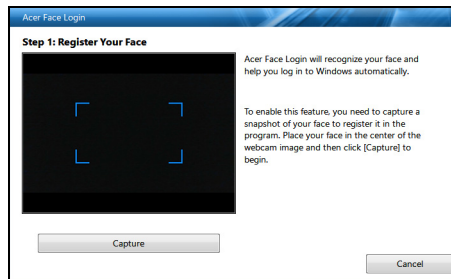 Acer Face Login
Step 1: Register Your Face
Acer Face Login will recognize your face and
help you log in to Windows automatically.
To enable this feature, you need to capture a
snapshot of your face to register it in the
program. Place your face in the center of the
webcam image and then click [Capture] to
begin.
Capture
Cancel